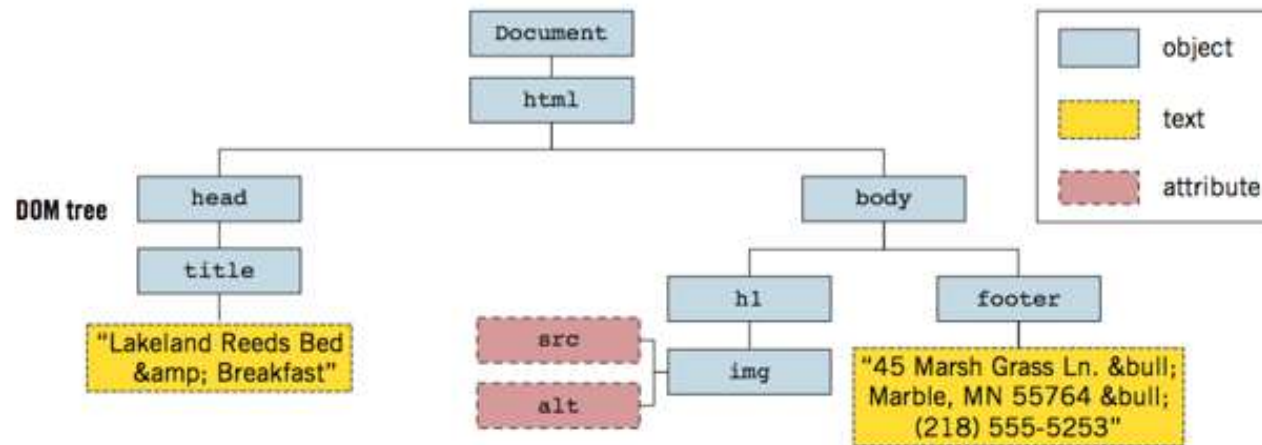 Document
object
html
text
head
body
attribute
DOM tree
title
h1
footer
"Lakeland Reeds Bed
&amp; Breakfast"
src
img
alt
"45 Marsh Grass Ln. &bull;
Marble, MN 55764 &bull;
(218) 555-5253"